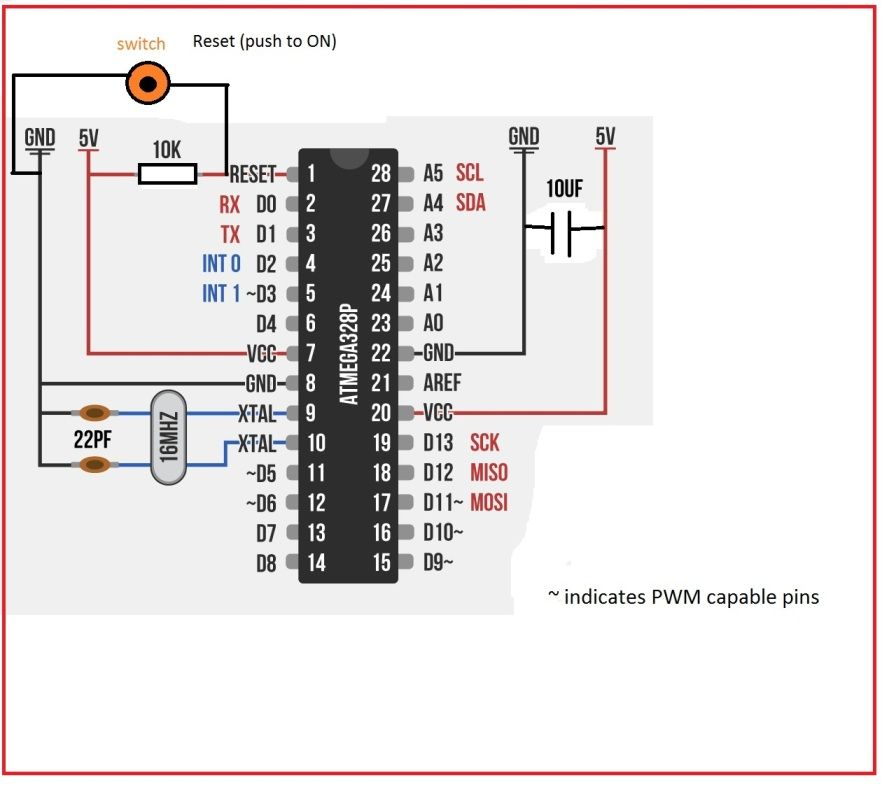 switch
Reset (push to ON)
GND 5V 10K
RESET 1
RX D0 2
TX D1 3
INT 0 D2 4
INT 1 ~D3 5
D4 6
VCC 7
GND 8
XTAL 9
XTAL 10
~D5 11
~D6 12
D7 13
D8 14
22PF
16MHZ
ATMEGA328P
GND 5V
10UF
28 A5 SCL
27 A4 SDA
26 A3
25 A2
24 A1
23 A0
22 GND
21 AREF
20 VCC
19 D13 SCK
18 D12 MISO
17 D11~ MOSI
16 D10~
15 D9~
~ indicates PWM capable pins